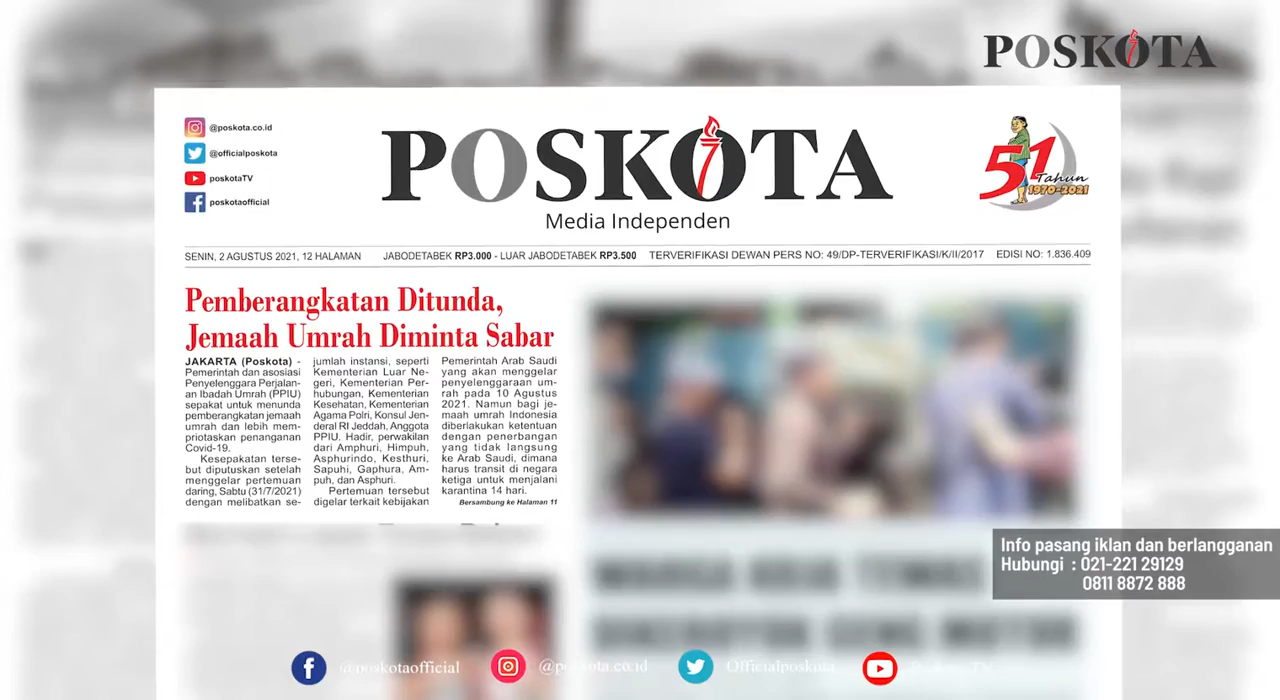 POSKOTA
@poskota.co.id
@officialposkota
poskotaTV
poskotaofficial
POSKOTA
Media Independen
51
Tahun
1970-2021
SENIN, 2 AGUSTUS 2021, 12 HALAMAN JABODETABEK RP3.000 - LUAR JABODETABEK RP3.500 TERVERIFIKASI DEWAN PERS NO: 49/DP-TERVERIFIKASI/K/II/2017 EDISI NO: 1.836.409
Pemberangkatan Ditunda,
Jemaah Umrah Diminta Sabar
JAKARTA (Poskota) -
Pemerintah dan asosiasi
Penyelenggara Perjalan-
an Ibadah Umrah (PPIU)
sepakat untuk menunda
pemberangkatan jemaah
umrah dan lebih mem-
priotaskan penanganan
Covid-19.
Kesepakatan terse-
but diputuskan setelah
menggelar pertemuan
daring, Sabtu (31/7/2021)
dengan melibatkan se-
jumlah instansi, seperti
Kementerian Luar Ne-
geri, Kementerian Per-
hubungan, Kementerian
Kesehatan, Kementerian
Agama Polri, Konsul Jen-
deral RI Jeddah, Anggota
PPIU. Hadir, perwakilan
dari Amphuri, Himpuh,
Asphurindo, Kesthuri,
Sapuhi, Gaphura, Am-
puh, dan Asphuri.
Pertemuan tersebut
digelar terkait kebijakan
Pemerintah Arab Saudi
yang akan menggelar
penyelenggaraan um-
rah pada 10 Agustus
2021. Namun bagi je-
maah umrah Indonesia
diberlakukan ketentuan
dengan penerbangan
yang tidak langsung
ke Arab Saudi, dimana
harus transit di negara
ketiga untuk menjalani
karantina 14 hari.
Bersambung ke Halaman 11
WARGA
GENG MOTOR
Info pasang iklan dan berlangganan
Hubungi : 021-221 29129
0811 8872 888
@poskotaofficial
@poskota.co.id
Officialposkota